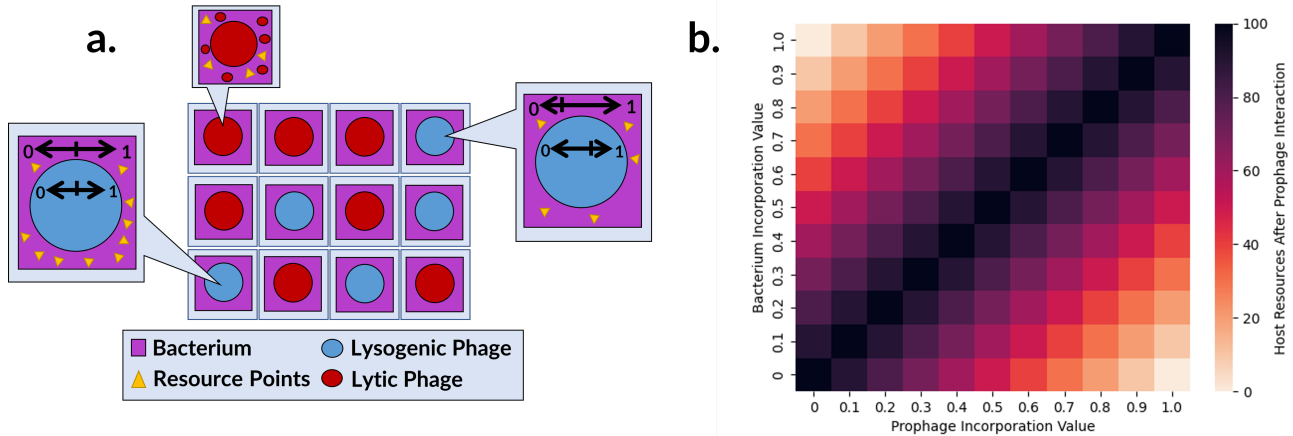 a.
0 1
0 1
0 1
0 1
Bacterium
Lysogenic Phage
Resource Points
Lytic Phage
b.
Bacterium Incorporation Value
1.0
0.9
0.8
0.7
0.6
0.5
0.4
0.3
0.2
0.1
0
0 0.1 0.2 0.3 0.4 0.5 0.6 0.7 0.8 0.9 1.0
Prophage Incorporation Value
100
80
60
40
20
0
Host Resources After Prophage Interaction